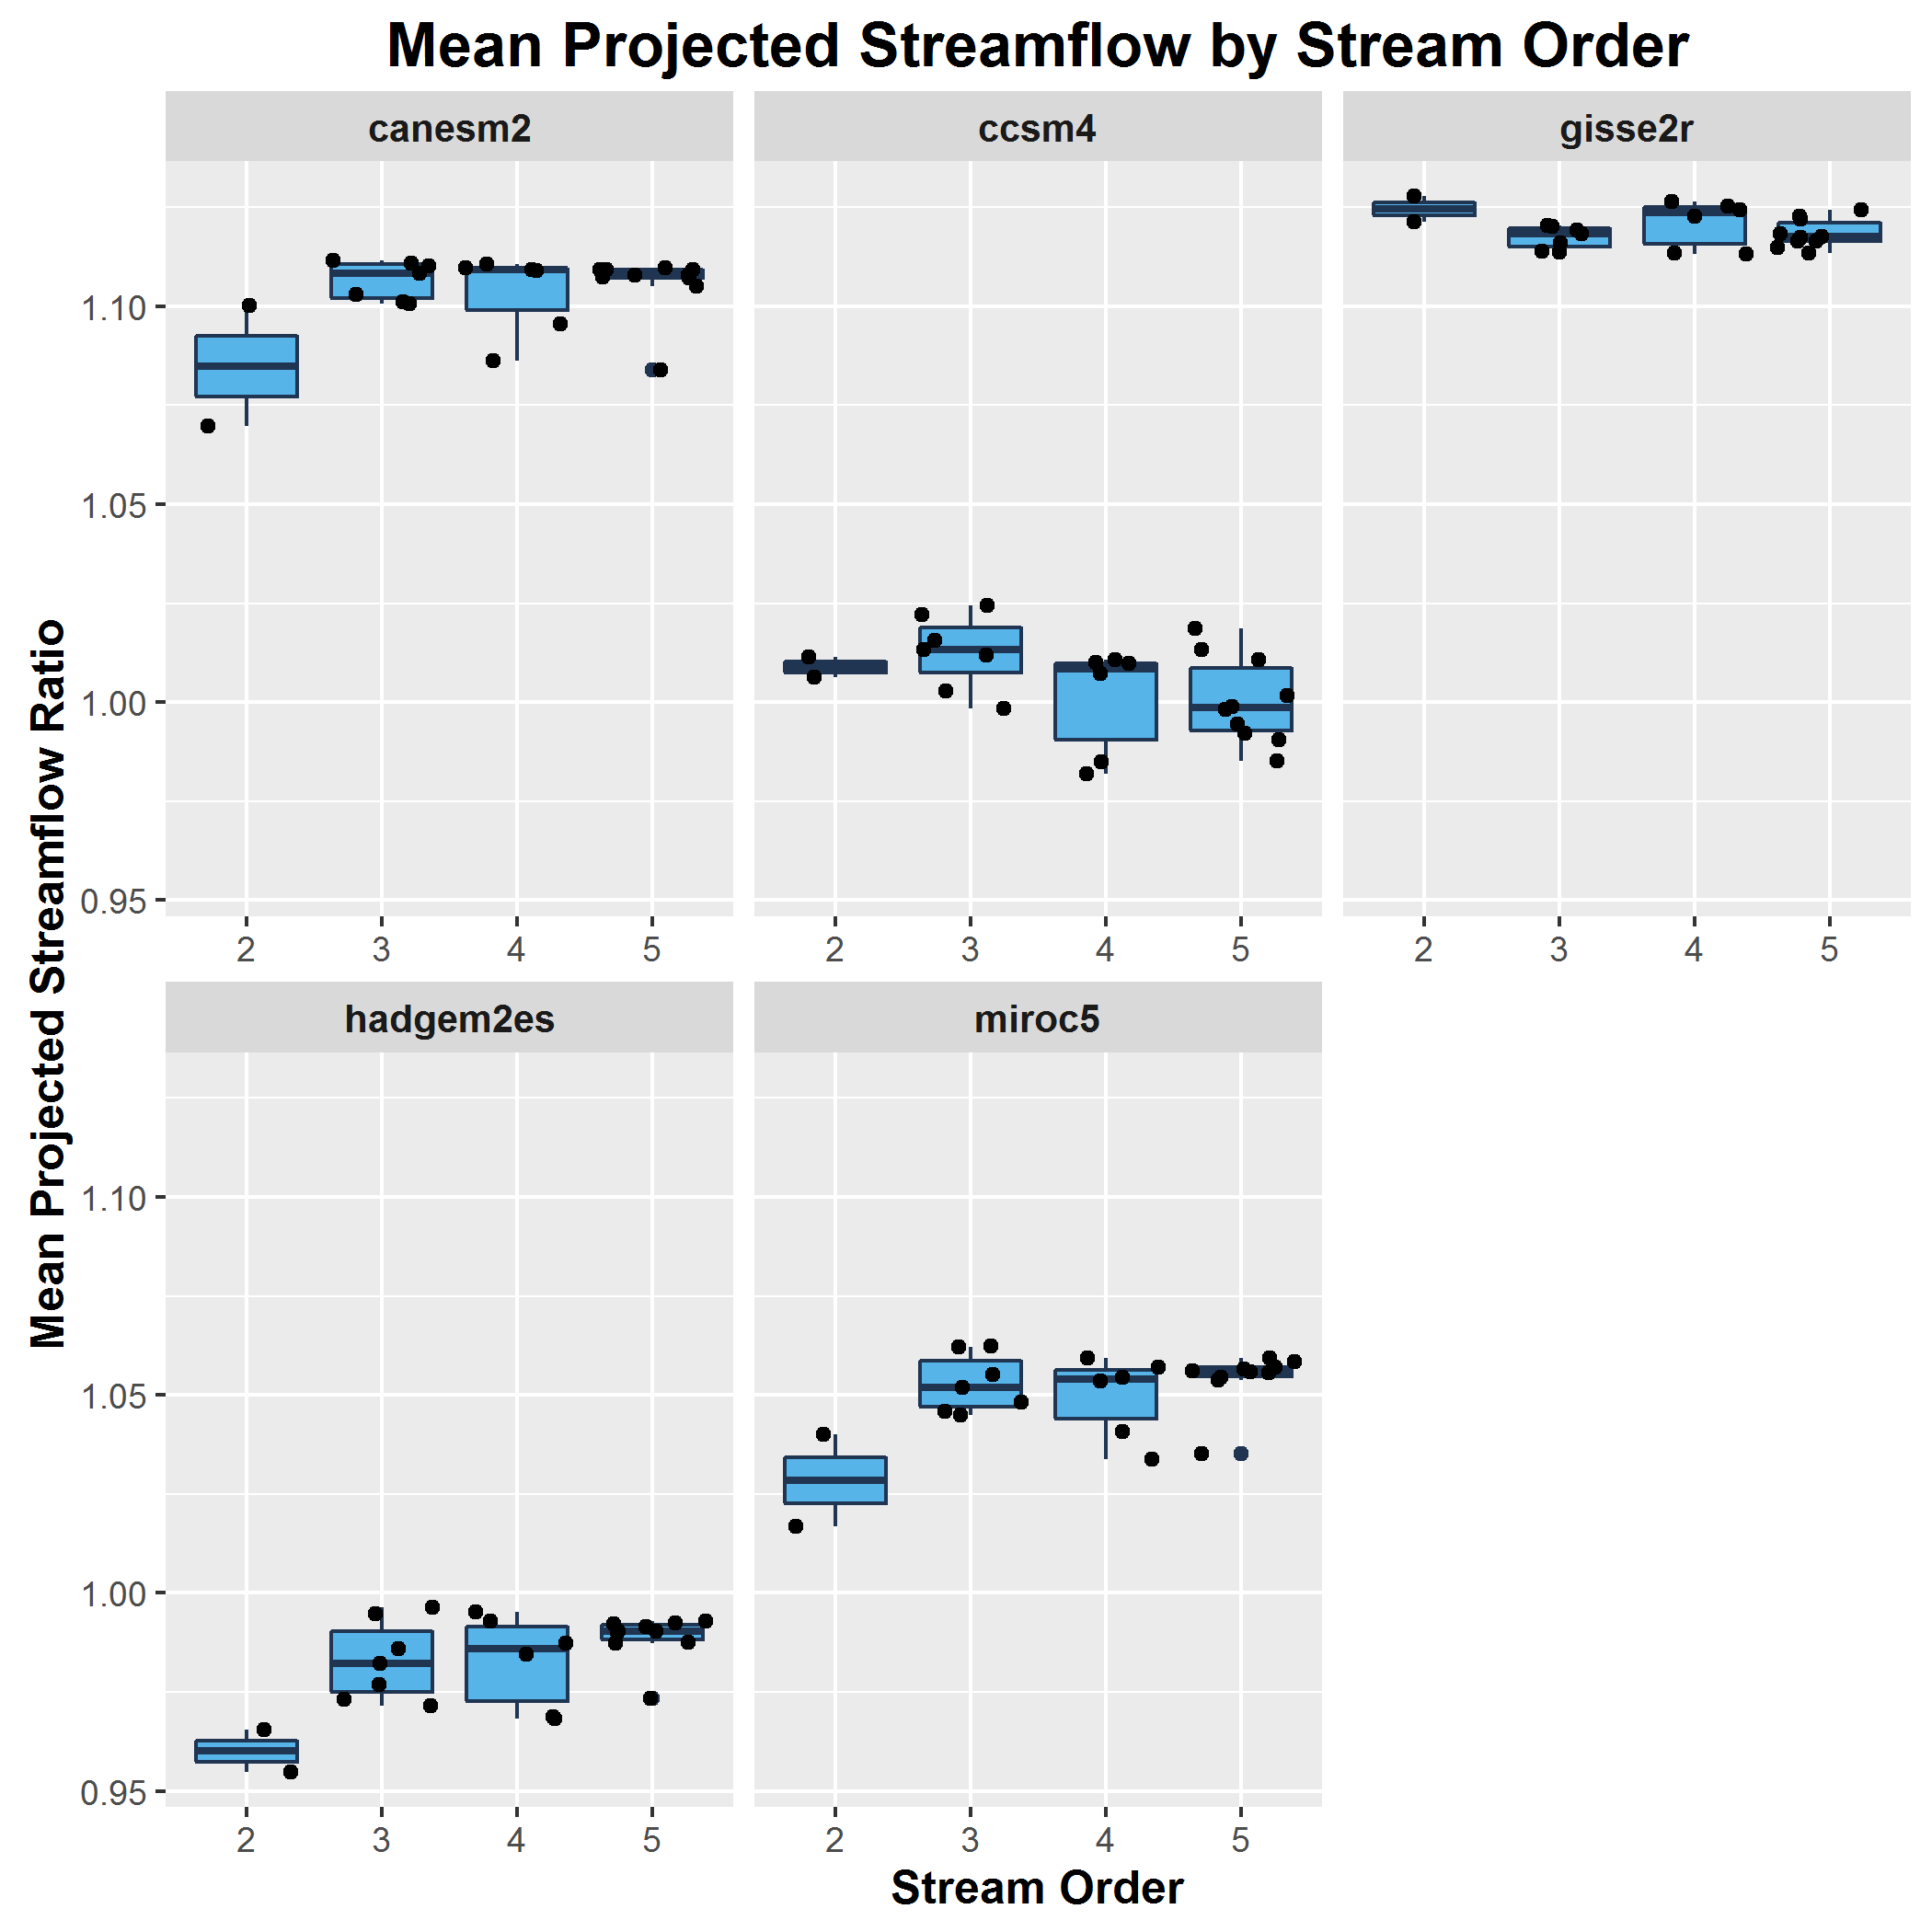 Mean Projected Streamflow by Stream Order
canesm2 ccsm4 gisse2r
1.10
1.05
1.00
0.95
2 3 4 5 2 3 4 5 2 3 4 5
Mean Projected Streamflow Ratio
hadgem2es miroc5
1.10
1.05
1.00
0.95
2 3 4 5 2 3 4 5
Stream Order